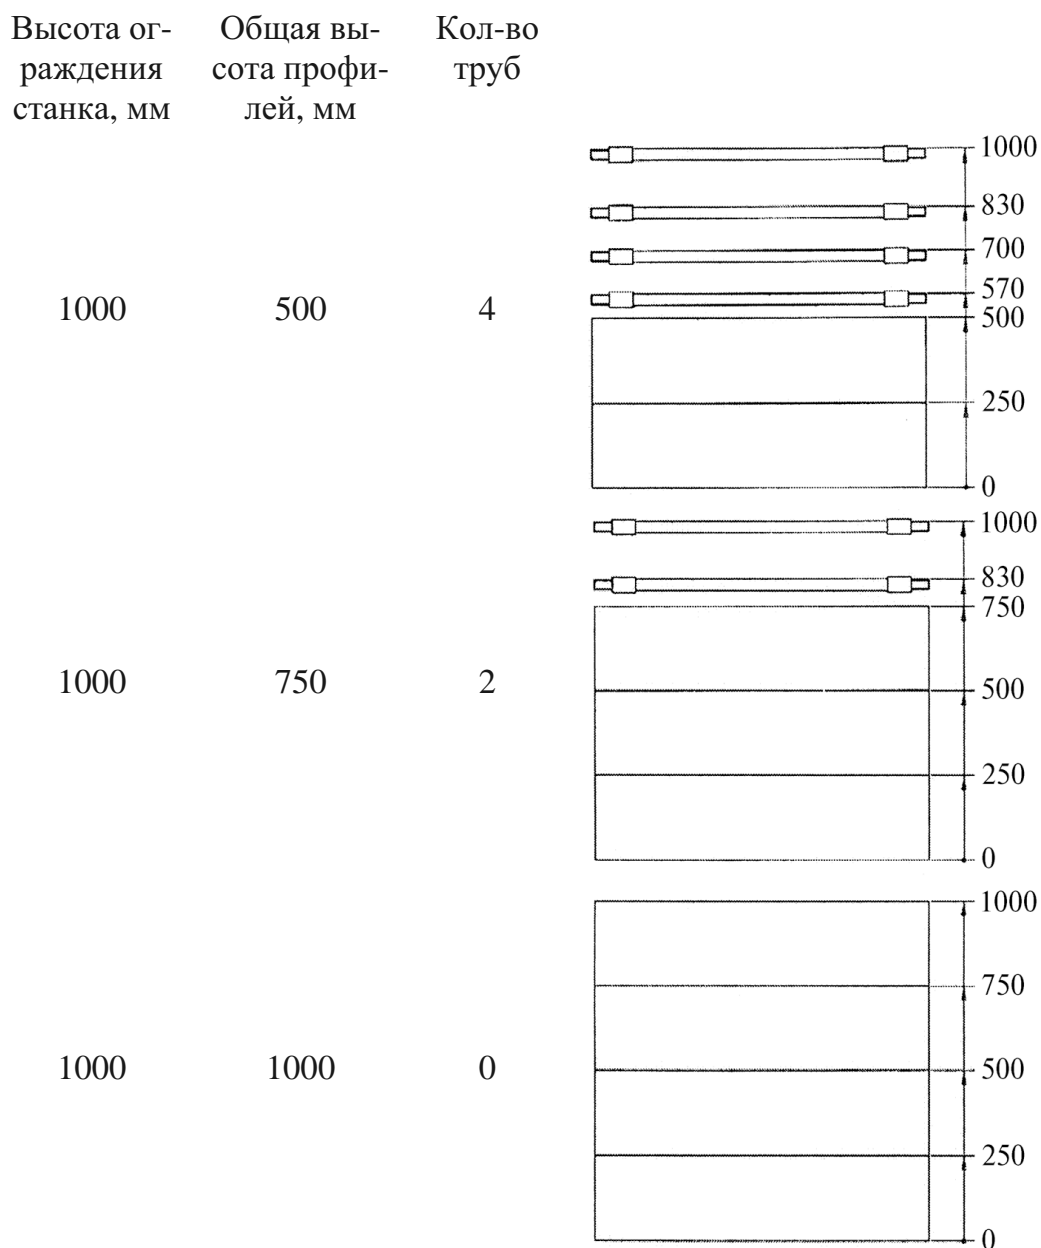 Высота ог-
раждения
станка, мм
Общая вы-
сота профи-
лей, мм
Кол-во
труб
1000
830
700
570
1000 500 4
500
250
0
1000
830
750
1000 750 2
500
250
0
1000
750
1000 1000 0
500
250
0